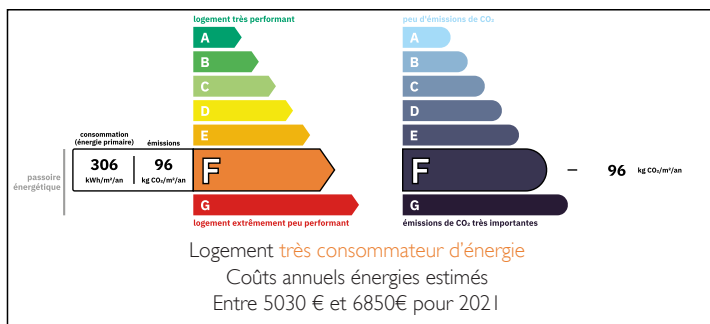 logement très performant
A
B
C
D
E
consommation
(énergie primaire)
émissions
306
kWh/m²/an
96
kg CO₂/m²/an
F
passoire
énergétique
G
logement extrêmement peu performant
peu d'émissions de CO₂
A
B
C
D
E
F
96 kg CO₂/m²/an
G
émissions de CO₂ très importantes
Logement très consommateur d'énergie
Coûts annuels énergies estimés
Entre 5030 € et 6850€ pour 2021